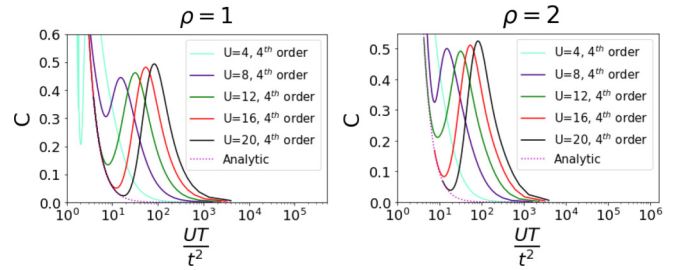 ρ = 1
C
0.6
0.5
0.4
0.3
0.2
0.1
0.0
U=4, 4th order
U=8, 4th order
U=12, 4th order
U=16, 4th order
U=20, 4th order
Analytic
10^0 10^1 10^2 10^3 10^4 10^5
UT
t^2
ρ = 2
C
0.5
0.4
0.3
0.2
0.1
0.0
U=4, 4th order
U=8, 4th order
U=12, 4th order
U=16, 4th order
U=20, 4th order
Analytic
10^0 10^1 10^2 10^3 10^4 10^5 10^6
UT
t^2